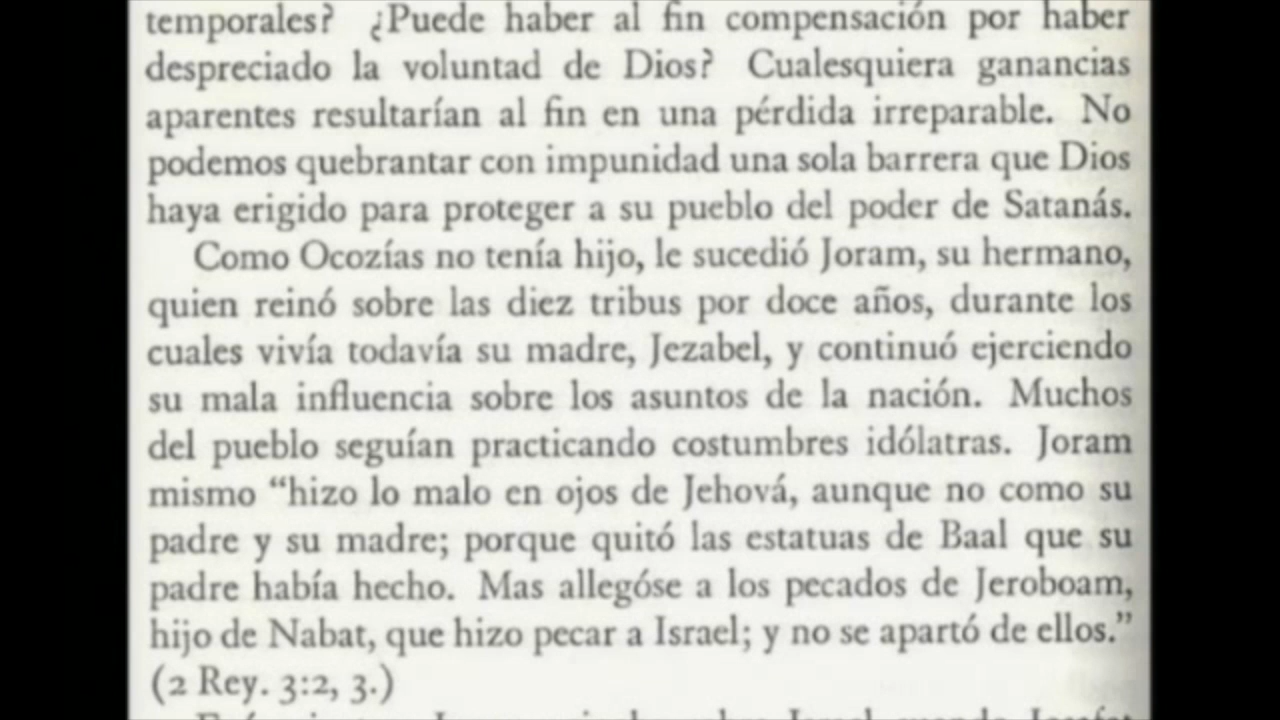 temporales? ¿Puede haber al fin compensación por haber
despreciado la voluntad de Dios? Cualesquiera ganancias
aparentes resultarían al fin en una pérdida irreparable. No
podemos quebrantar con impunidad una sola barrera que Dios
haya erigido para proteger a su pueblo del poder de Satanás.
Como Ocozías no tenía hijo, le sucedió Joram, su hermano,
quien reinó sobre las diez tribus por doce años, durante los
cuales vivía todavía su madre, Jezabel, y continuó ejerciendo
su mala influencia sobre los asuntos de la nación. Muchos
del pueblo seguían practicando costumbres idólatras. Joram
mismo “hizo lo malo en ojos de Jehová, aunque no como su
padre y su madre; porque quitó las estatuas de Baal que su
padre había hecho. Mas allegóse a los pecados de Jeroboam,
hijo de Nabat, que hizo pecar a Israel; y no se apartó de ellos.”
(2 Rey. 3:2, 3.)